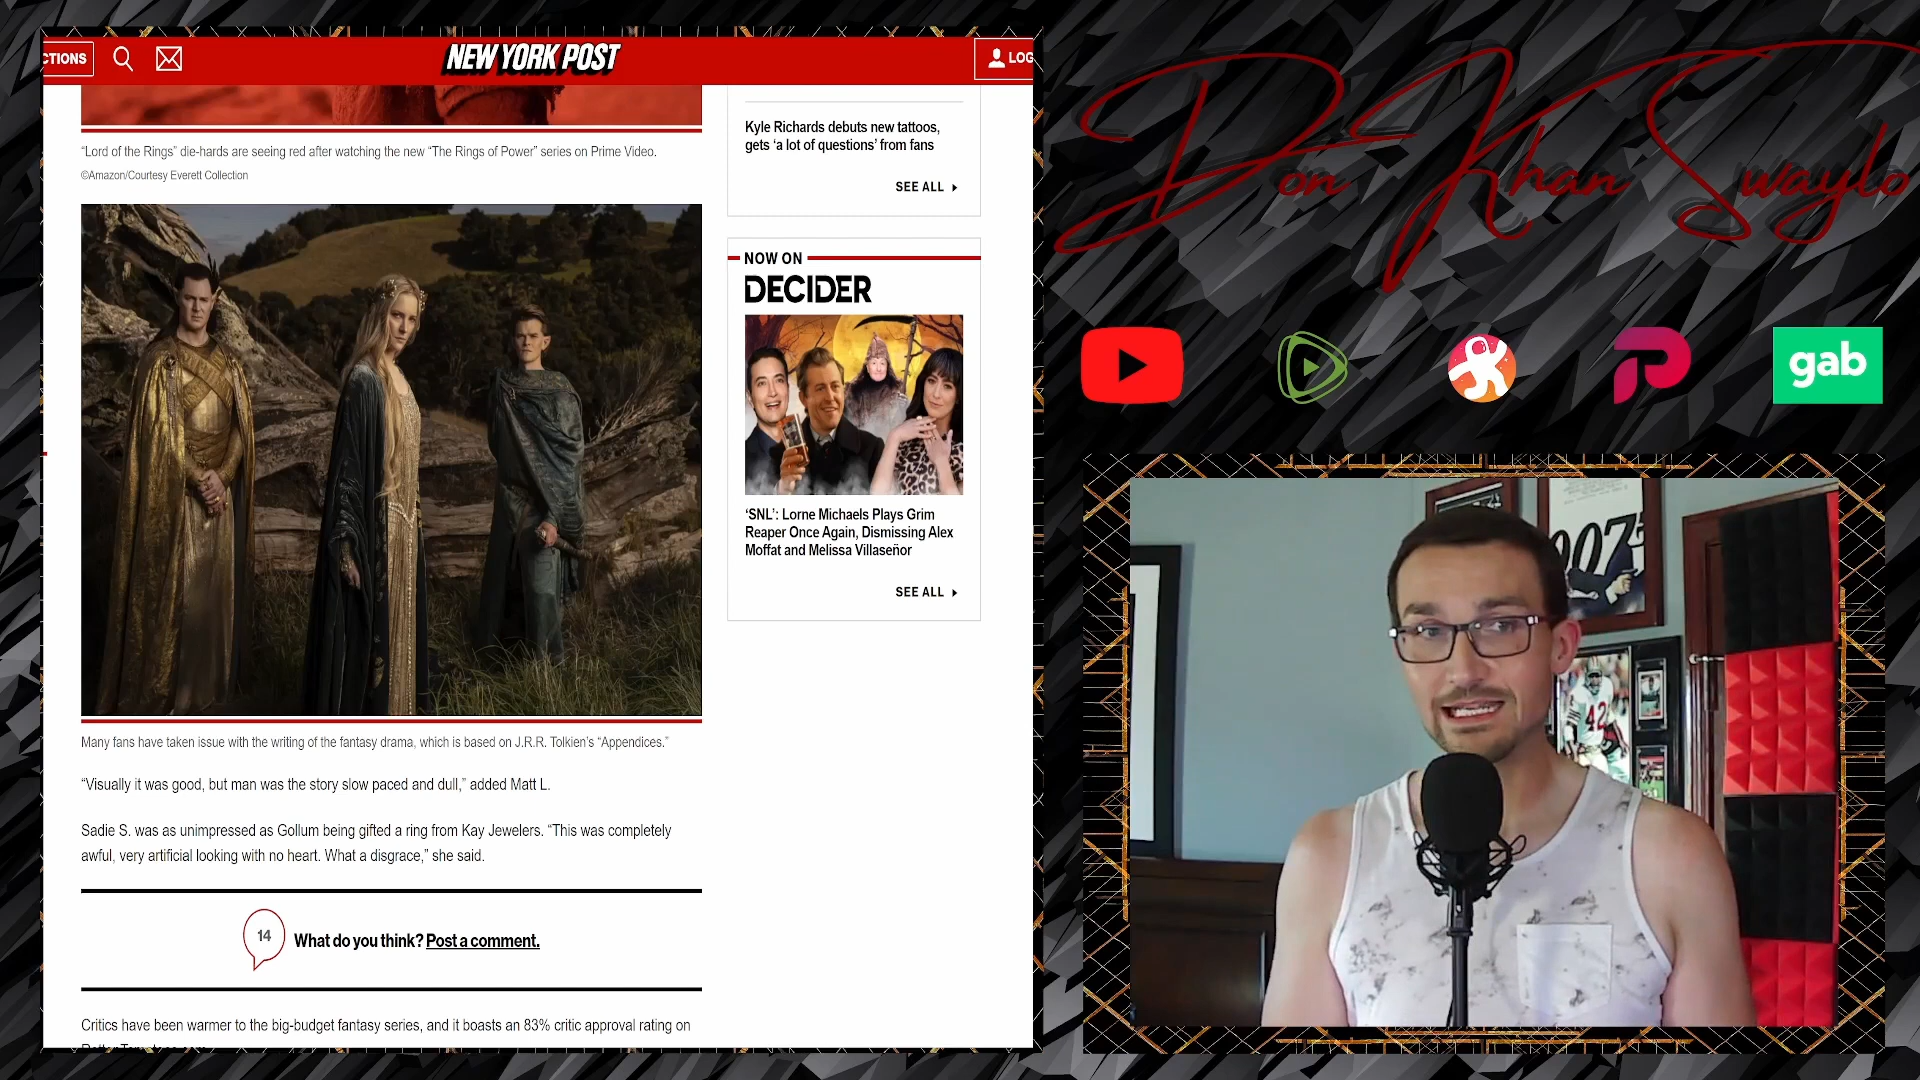 CTIONS
NEW YORK POST
LOG
“Lord of the Rings” die-hards are seeing red after watching the new “The Rings of Power” series on Prime Video.
©Amazon/Courtesy Everett Collection
Many fans have taken issue with the writing of the fantasy drama, which is based on J.R.R. Tolkien’s “Appendices.”
“Visually it was good, but man was the story slow paced and dull,” added Matt L.
Sadie S. was as unimpressed as Gollum being gifted a ring from Kay Jewelers. “This was completely
awful, very artificial looking with no heart. What a disgrace,” she said.
14
What do you think? Post a comment.
Critics have been warmer to the big-budget fantasy series, and it boasts an 83% critic approval rating on
Kyle Richards debuts new tattoos,
gets ‘a lot of questions’ from fans
SEE ALL
NOW ON
DECIDER
‘SNL’: Lorne Michaels Plays Grim
Reaper Once Again, Dismissing Alex
Moffat and Melissa Villaseñor
SEE ALL
Don Khan Swaylo
gab
007
42